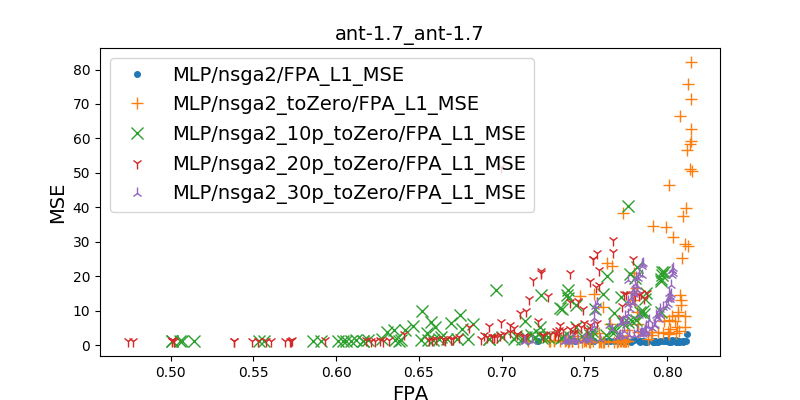 ant-1.7_ant-1.7
MLP/nsga2/FPA_L1_MSE
MLP/nsga2_toZero/FPA_L1_MSE
MLP/nsga2_10p_toZero/FPA_L1_MSE
MLP/nsga2_20p_toZero/FPA_L1_MSE
MLP/nsga2_30p_toZero/FPA_L1_MSE
MSE
80
70
60
50
40
30
20
10
0
0.50 0.55 0.60 0.65 0.70 0.75 0.80
FPA